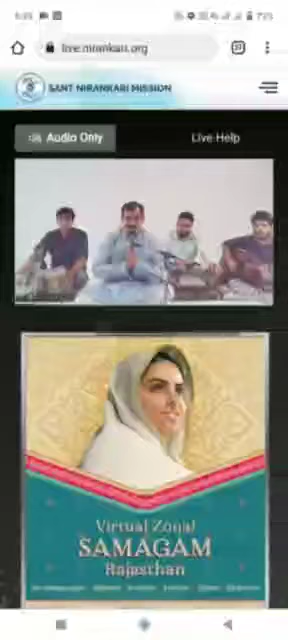 live.nirankari.org
SANT NIRANKARI MISSION
Audio Only
Live Help
Virtual Zonal
SAMAGAM
Rajasthan